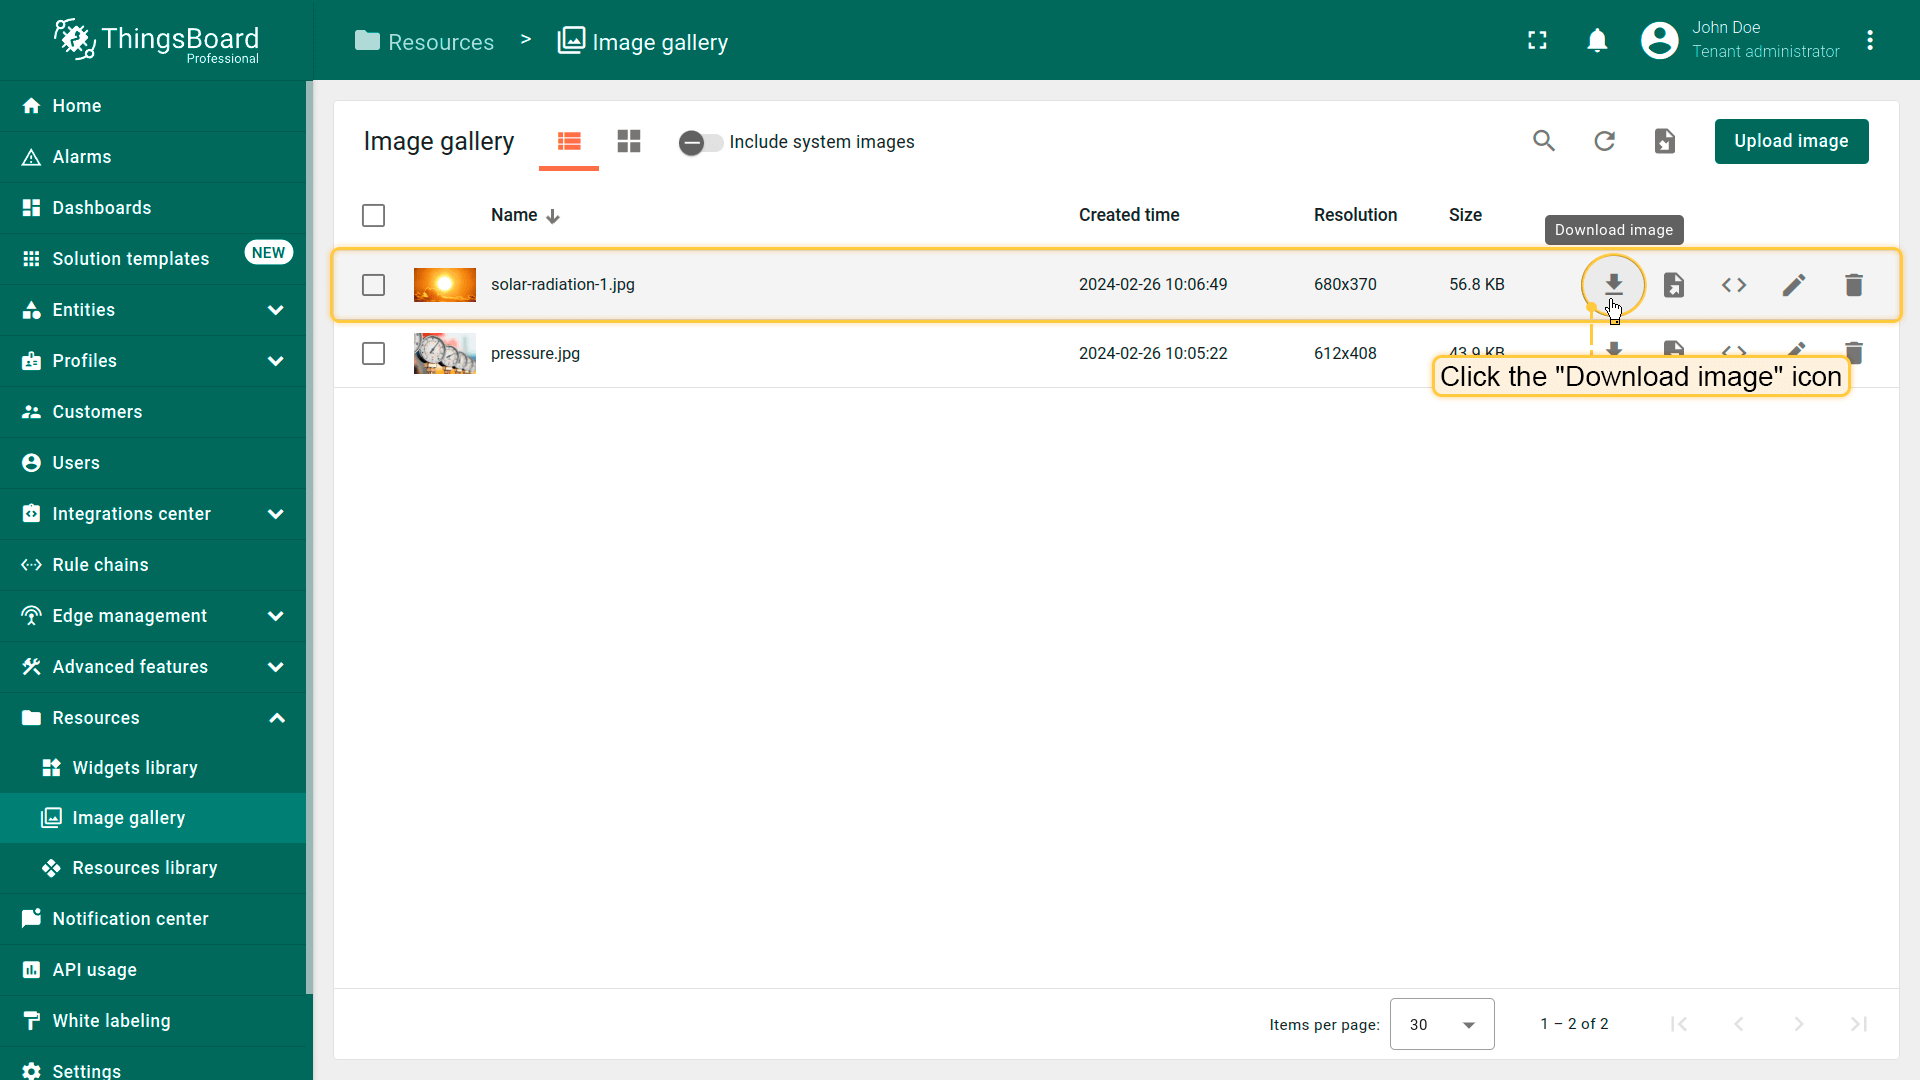 ThingsBoard
Professional
Resources > Image gallery
John Doe
Tenant administrator
Home
Alarms
Dashboards
Solution templates NEW
Entities
Profiles
Customers
Users
Integrations center
Rule chains
Edge management
Advanced features
Resources
Widgets library
Image gallery
Resources library
Notification center
API usage
White labeling
Settings
Image gallery Include system images Upload image
Name Created time Resolution Size
Download image
solar-radiation-1.jpg 2024-02-26 10:06:49 680x370 56.8 KB
pressure.jpg 2024-02-26 10:05:22 612x408 43.9 KB
Click the "Download image" icon
Items per page: 30 1 – 2 of 2